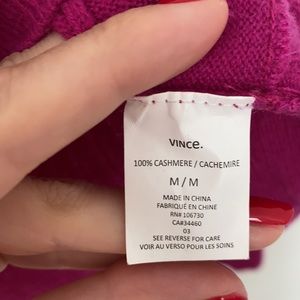 VINCE.
100% CASHMERE / CACHEMIRE
M / M
MADE IN CHINA
FABRIQUÉ EN CHINE
RN# 106730
CA#34460
03
SEE REVERSE FOR CARE
VOIR AU VERSO POUR LES SOINS